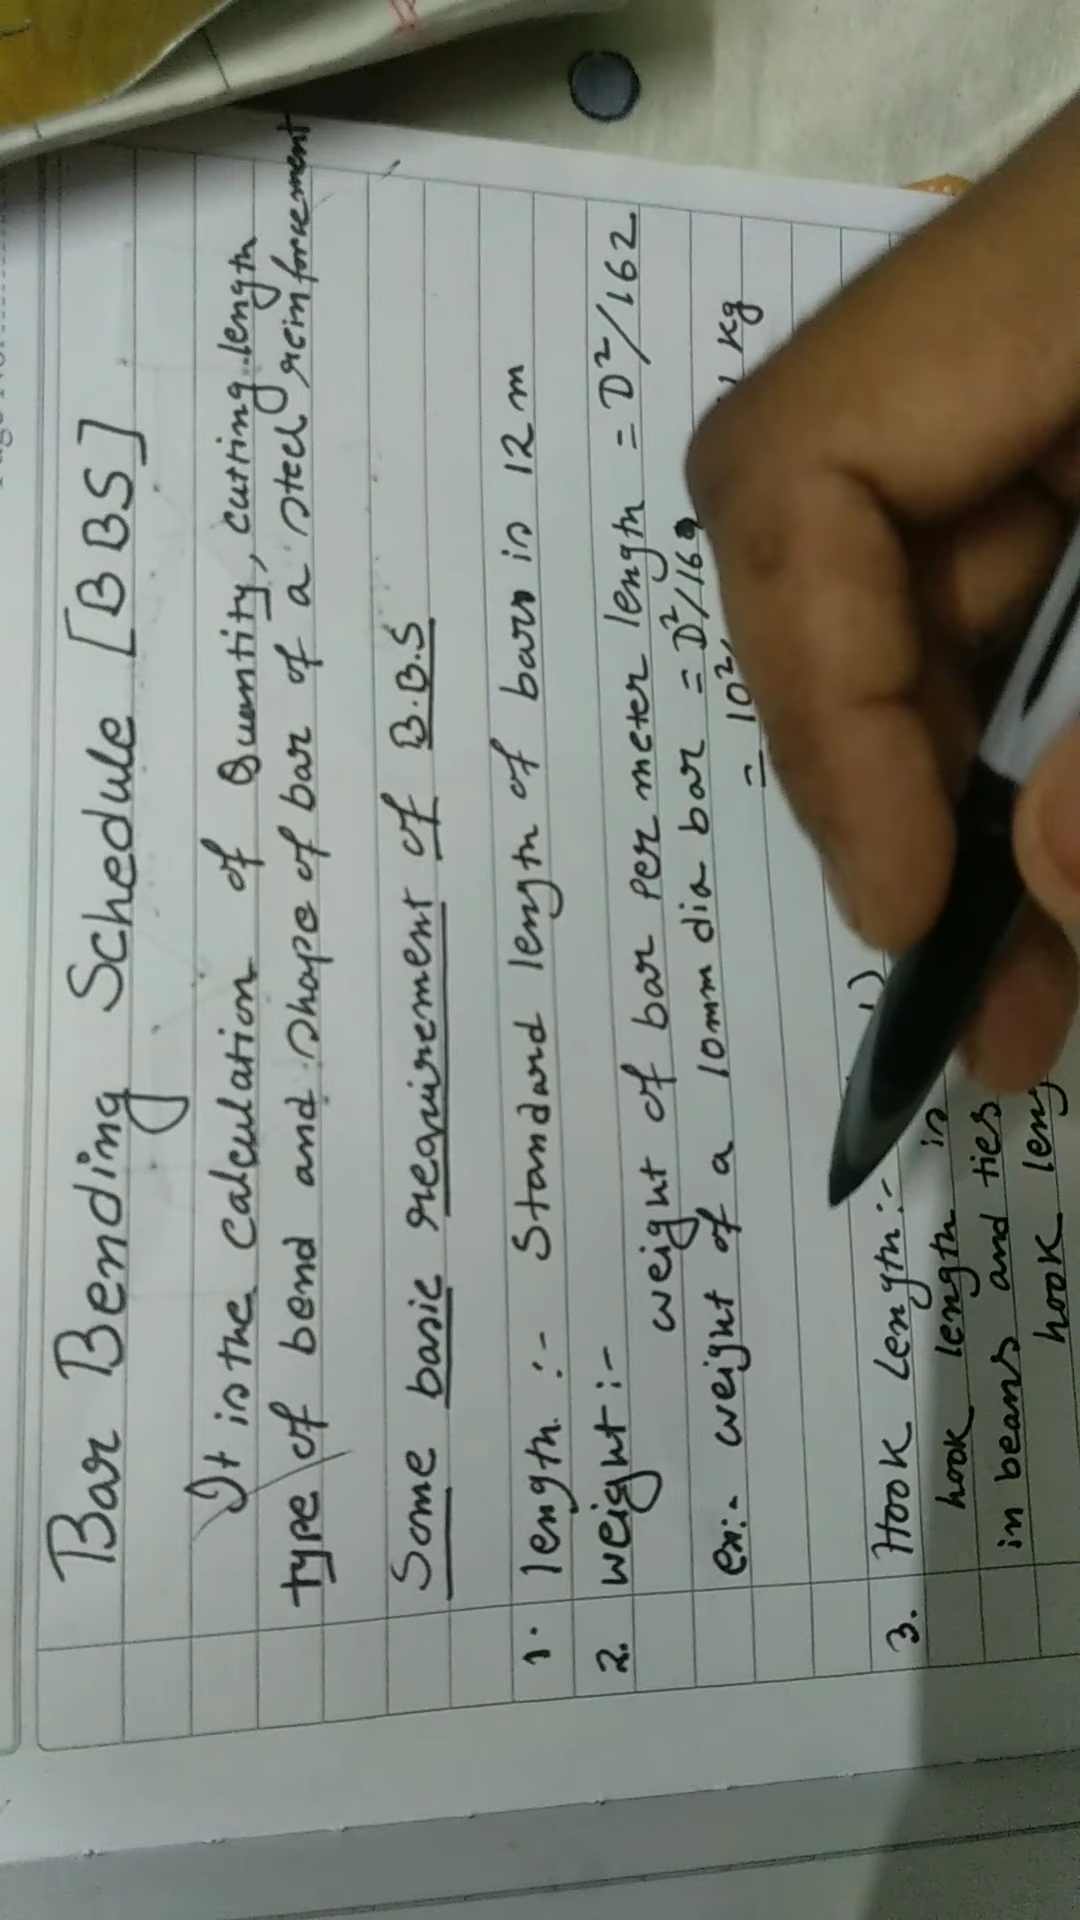 Bar Bending Schedule [BBS]
It is the calculation of Quantity, cutting length
type of bend and shape of bar of a steel reinforcement
Some basic requirement of B.B.S
1. length :- Standard length of bars is 12 m
2. weight :-
weight of bar per meter length = D²/162
ex:- weight of a 10mm dia bar = D²/16
= 10²/ kg
3. Hook Length :-
hook length is
in beams and ties
hook